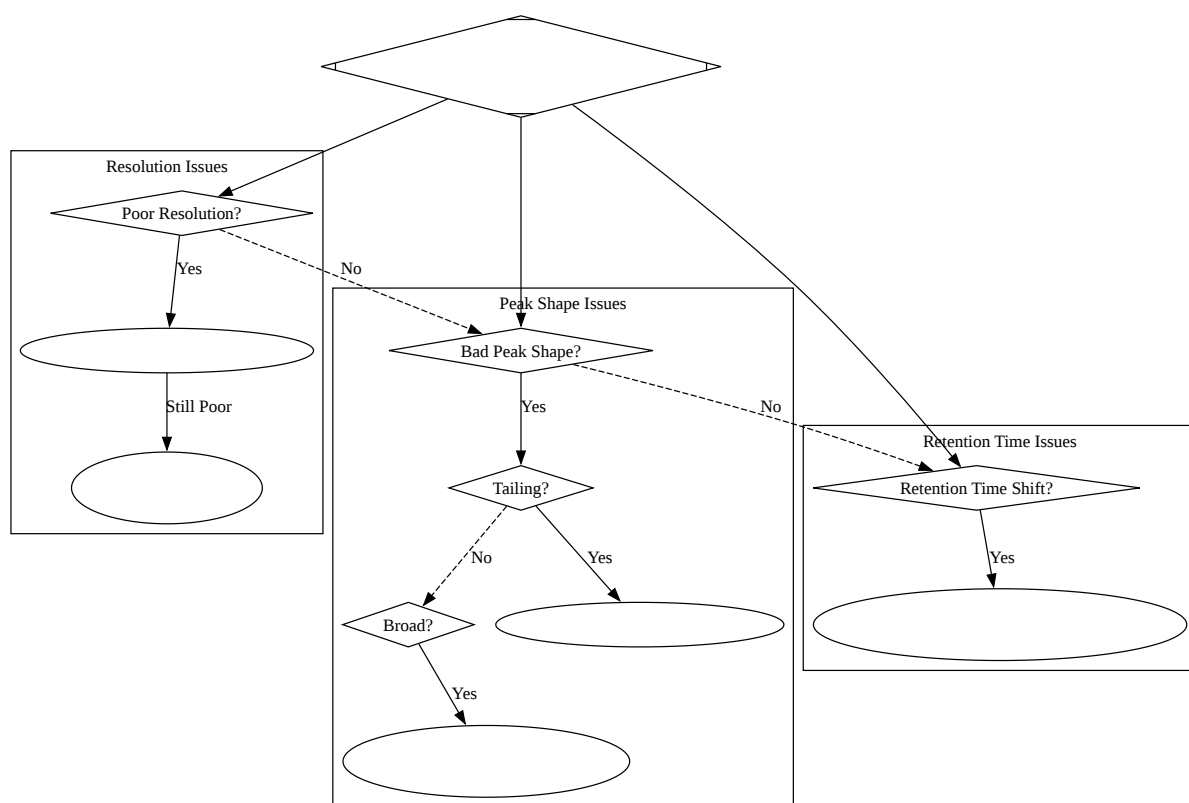 Resolution Issues
Poor Resolution?
Yes
No
Peak Shape Issues
Bad Peak Shape?
Still Poor
Yes
No
Retention Time Issues
Tailing?
Retention Time Shift?
No
Yes
Yes
Broad?
Yes